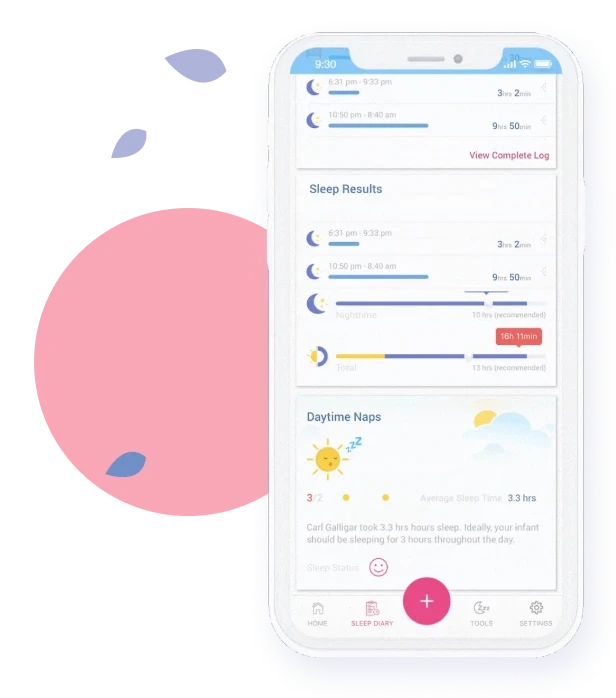 30
9:30
6:31 pm - 9:33 pm
3hrs 2min
10:50 pm - 8:40 am
9hrs 50min
View Complete Log
Sleep Results
6:31 pm - 9:33 pm
3hrs 2min
10:50 pm - 8.40 am
9hrs 50min
Nighttime
10 hrs (recommended)
16h 11min
Total
13 hrs (recommended)
Daytime Naps
zzz
3/2
Average Sleep Time 3.3 hrs
Carl Galligar took 3.3 hrs hours sleep. Ideally, your infant
should be sleeping for 3 hours throughout the day.
Sleep Status
HOME
SLEEP DIARY
+
TOOLS
SETTINGS